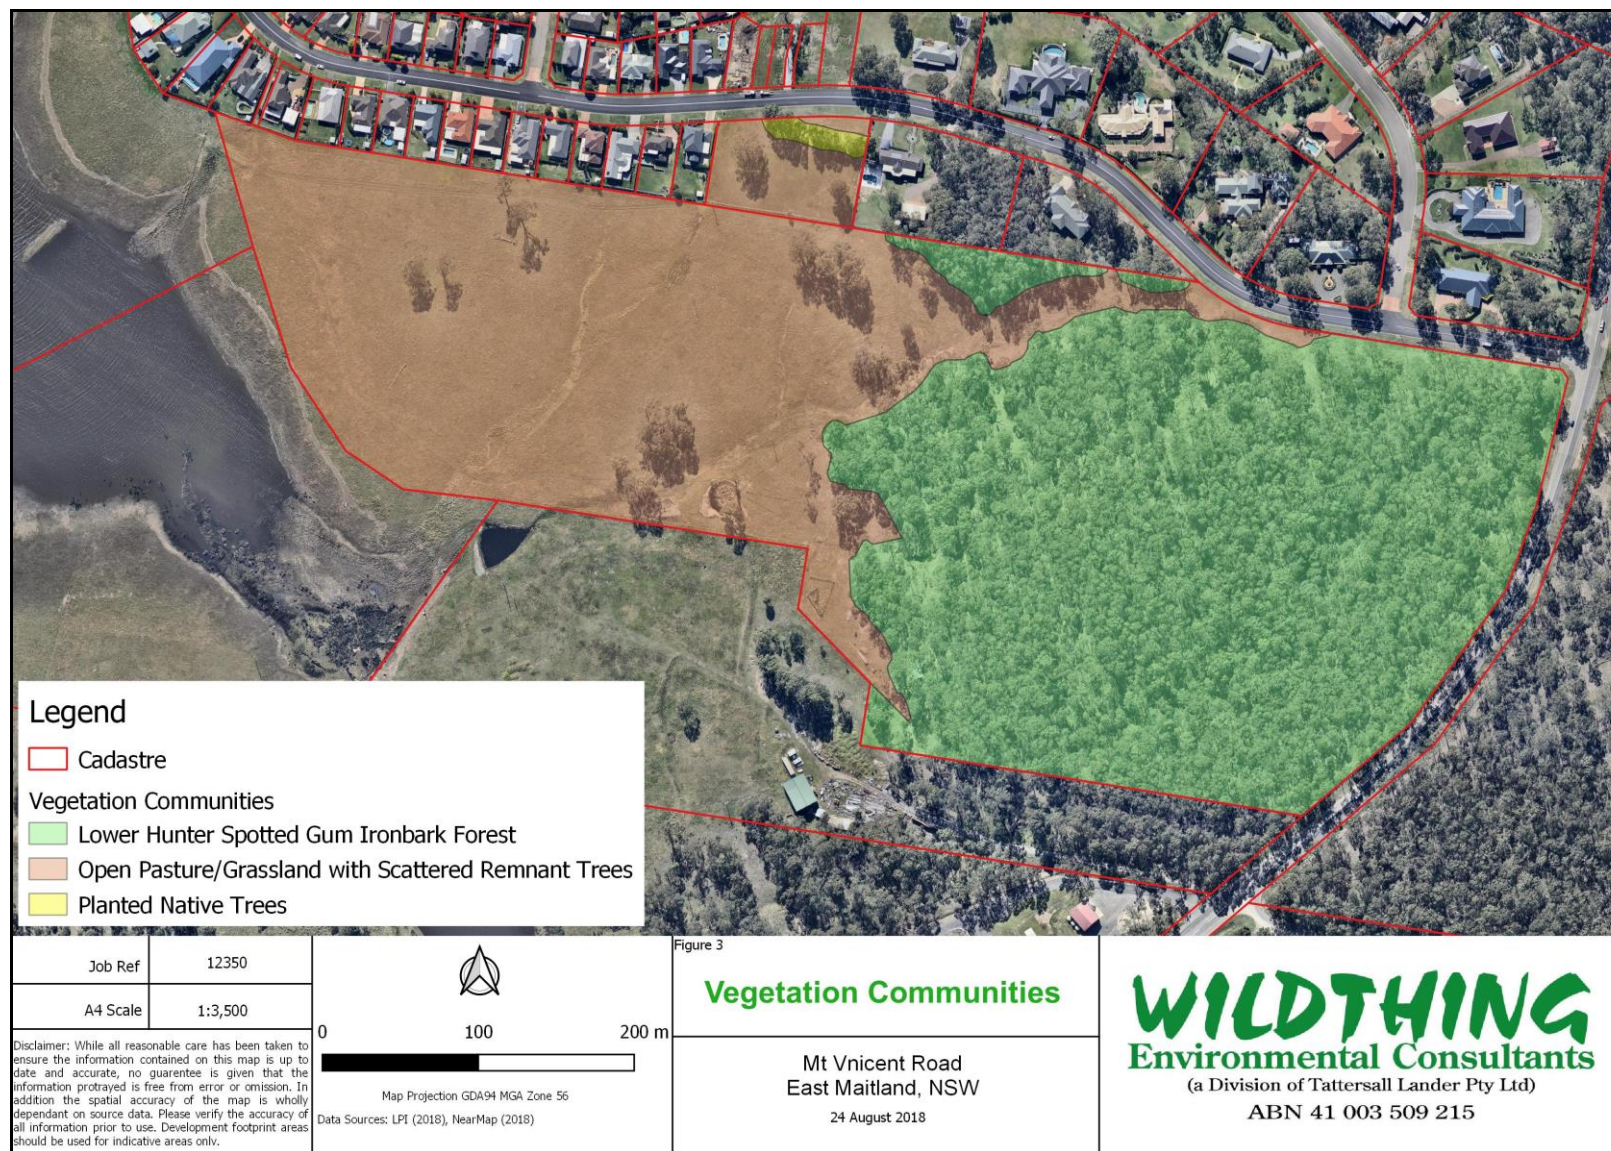 Legend
Cadastre
Vegetation Communities
Lower Hunter Spotted Gum Ironbark Forest
Open Pasture/Grassland with Scattered Remnant Trees
Planted Native Trees
Job Ref 12350
A4 Scale 1:3,500
Disclaimer: While all reasonable care has been taken to
ensure the information contained on this map is up to
date and accurate, no guarentee is given that the
information protrayed is free from error or omission. In
addition the spatial accuracy of the map is wholly
dependant on source data. Please verify the accuracy of
all information prior to use. Development footprint areas
should be used for indicative areas only.
0 100 200 m
Map Projection GDA94 MGA Zone 56
Data Sources: LPI (2018), NearMap (2018)
Figure 3
Vegetation Communities
Mt Vnicent Road
East Maitland, NSW
24 August 2018
WILDTHING
Environmental Consultants
(a Division of Tattersall Lander Pty Ltd)
ABN 41 003 509 215